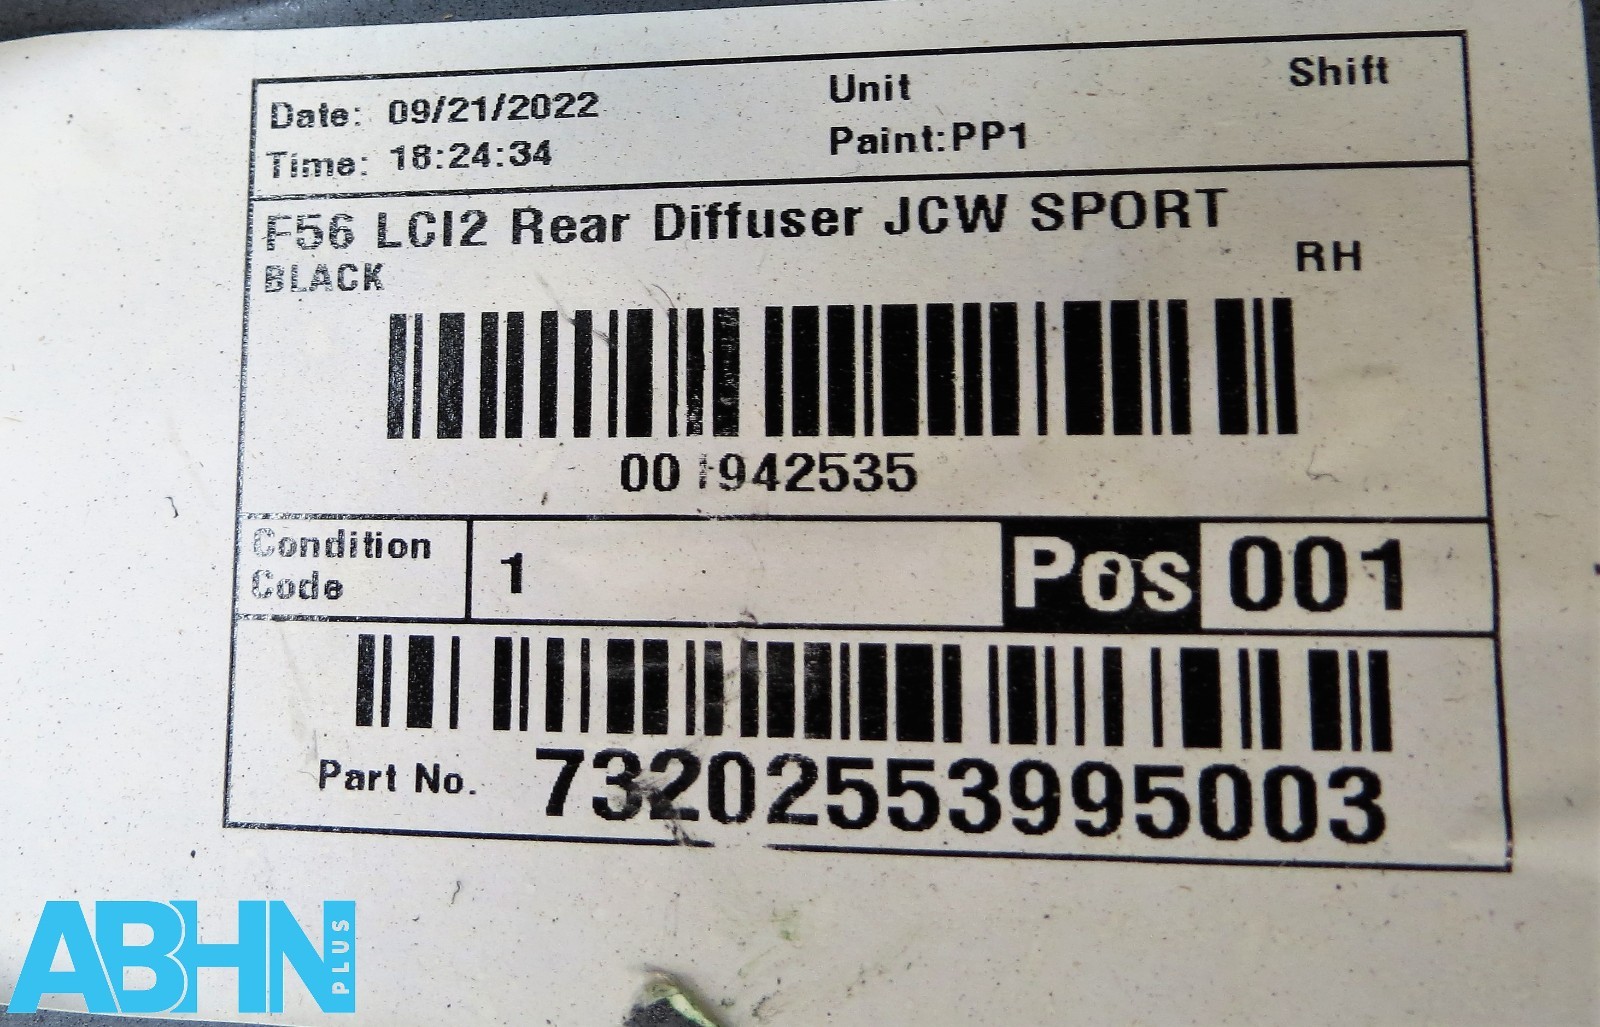 Date: 09/21/2022 Unit Shift
Time: 18:24:34 Paint:PP1
F56 LCI2 Rear Diffuser JCW SPORT
BLACK RH
001942535
Condition Code 1 Pos 001
Part No. 73202553995003
ABHN PLUS